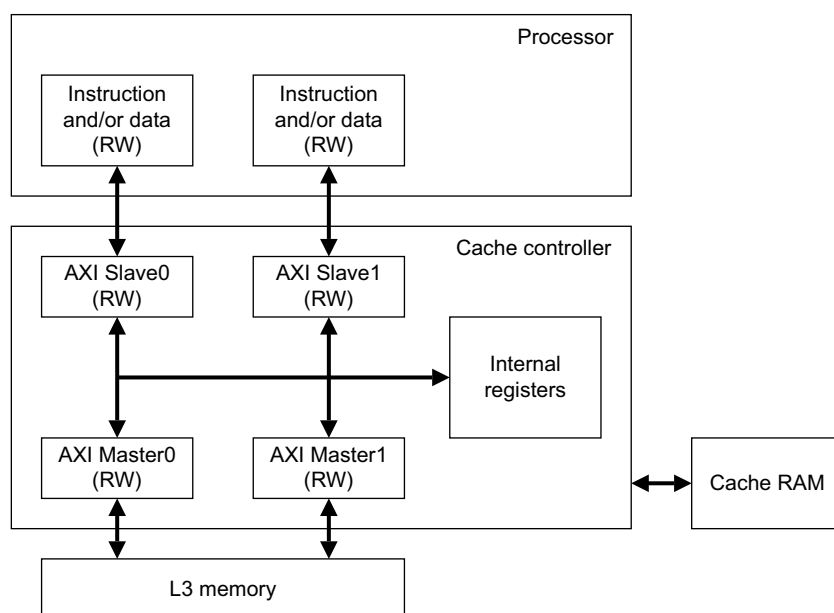 Processor
Instruction
and/or data
(RW)
Instruction
and/or data
(RW)
Cache controller
AXI Slave0
(RW)
AXI Slave1
(RW)
Internal
registers
AXI Master0
(RW)
AXI Master1
(RW)
Cache RAM
L3 memory